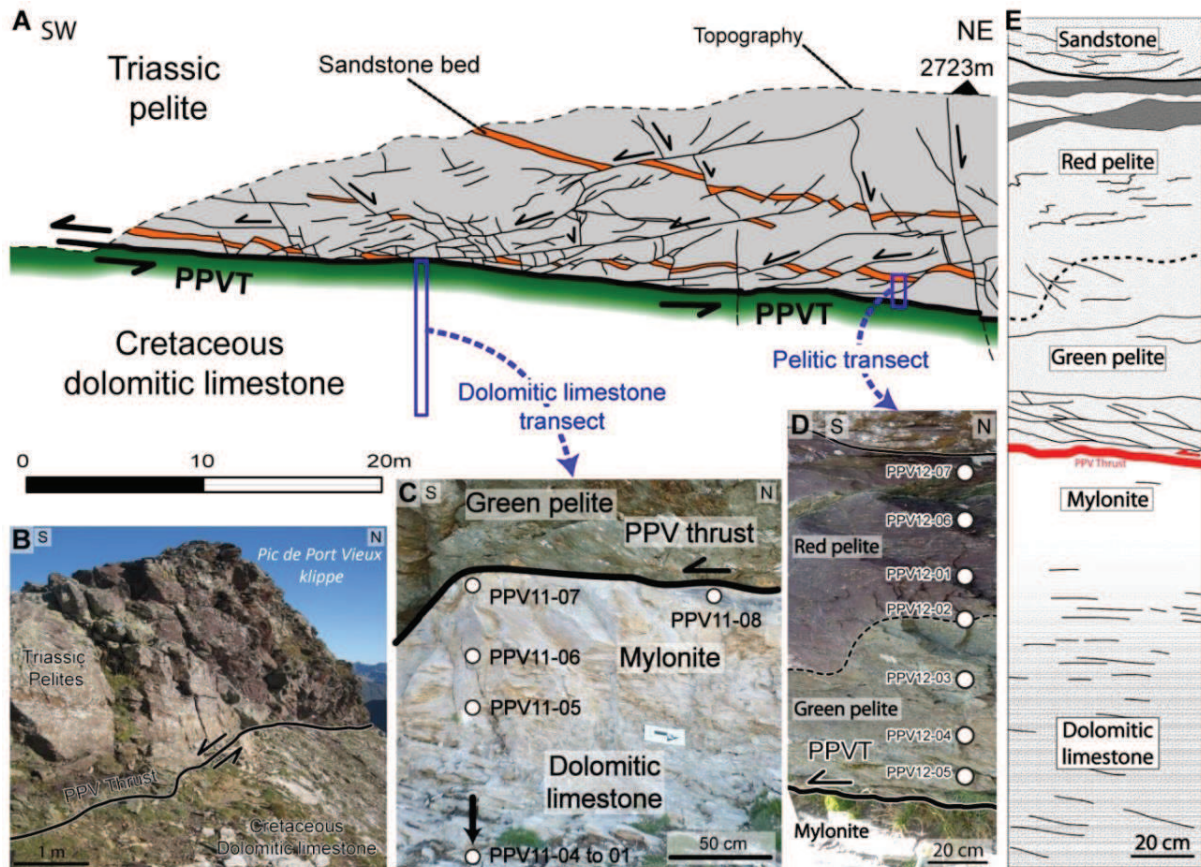 A SW
NE
Topography
2723m
Triassic
pelite
Sandstone bed
PPVT
PPVT
Cretaceous
dolomitic limestone
Dolomitic limestone
transect
Pelitic transect
0 10 20m
B S N
Pic de Port Vieux
klippe
Triassic
Pelites
PPV Thrust
Cretaceous
Dolomitic limestone
1 m
C S N
Green pelite
PPV thrust
PPV11-07
PPV11-08
PPV11-06
Mylonite
PPV11-05
Dolomitic
limestone
PPV11-04 to 01
50 cm
D S N
PPV12-07
PPV12-06
Red pelite
PPV12-01
PPV12-02
PPV12-03
Green pelite
PPV12-04
PPVT
PPV12-05
Mylonite
20 cm
E
Sandstone
Red pelite
Green pelite
PPV Thrust
Mylonite
Dolomitic
limestone
20 cm